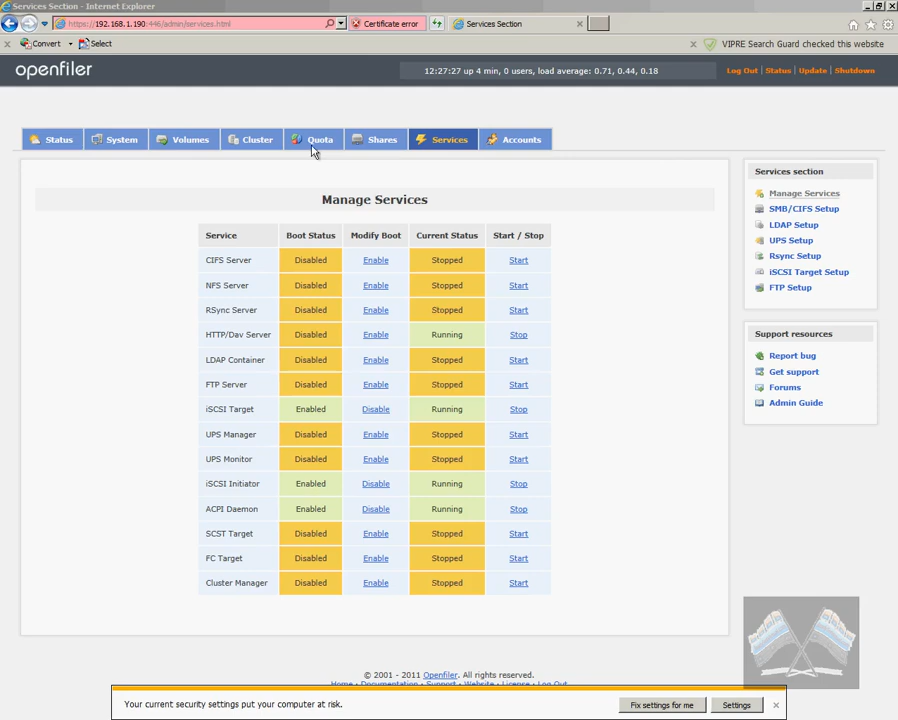 Services Section - Internet Explorer
https://192.168.1.190:446/admin/services.html
Certificate error
Services Section
Convert
Select
VIPRE Search Guard checked this website
openfiler
12:27:27 up 4 min, 0 users, load average: 0.71, 0.44, 0.18
Log Out | Status | Update | Shutdown
Status
System
Volumes
Cluster
Quota
Shares
Services
Accounts
Manage Services
Service Boot Status Modify Boot Current Status Start / Stop
CIFS Server Disabled Enable Stopped Start
NFS Server Disabled Enable Stopped Start
RSync Server Disabled Enable Stopped Start
HTTP/Dav Server Disabled Enable Running Stop
LDAP Container Disabled Enable Stopped Start
FTP Server Disabled Enable Stopped Start
iSCSI Target Enabled Disable Running Stop
UPS Manager Disabled Enable Stopped Start
UPS Monitor Disabled Enable Stopped Start
iSCSI Initiator Enabled Disable Running Stop
ACPI Daemon Enabled Disable Running Stop
SCST Target Disabled Enable Stopped Start
FC Target Disabled Enable Stopped Start
Cluster Manager Disabled Enable Stopped Start
Services section
Manage Services
SMB/CIFS Setup
LDAP Setup
UPS Setup
Rsync Setup
iSCSI Target Setup
FTP Setup
Support resources
Report bug
Get support
Forums
Admin Guide
© 2001 - 2011 Openfiler. All rights reserved.
Home · Documentation · Support · Website · License · Log Out
Your current security settings put your computer at risk.
Fix settings for me
Settings